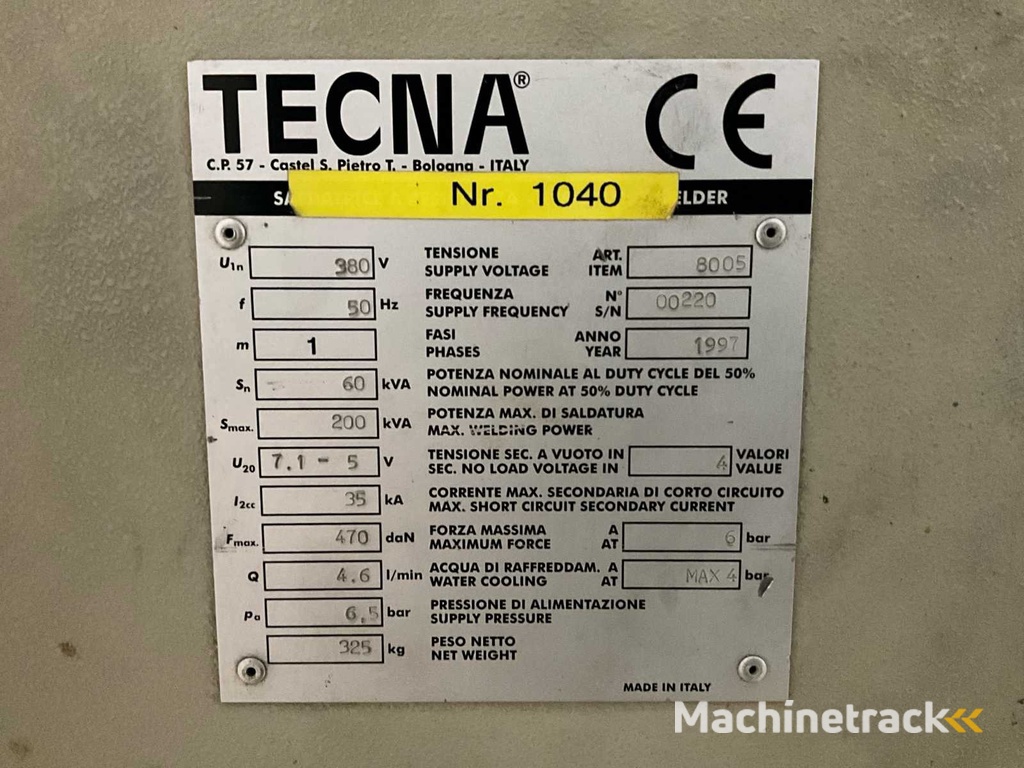 TECNA®
CE
C.P. 57 - Castel S. Pietro T. - Bologna - ITALY
Nr. 1040
ELDER
U1n 380 V TENSIONE SUPPLY VOLTAGE ART. ITEM 8005
f 50 Hz FREQUENZA SUPPLY FREQUENCY N° S/N 00220
m 1 FASI PHASES ANNO YEAR 1997
Sn 60 kVA POTENZA NOMINALE AL DUTY CYCLE DEL 50%
NOMINAL POWER AT 50% DUTY CYCLE
Smax. 200 kVA POTENZA MAX. DI SALDATURA
MAX. WELDING POWER
U20 7.1 - 5 V TENSIONE SEC. A VUOTO IN SEC. NO LOAD VOLTAGE IN 4 VALORI VALUE
I2cc 35 kA CORRENTE MAX. SECONDARIA DI CORTO CIRCUITO
MAX. SHORT CIRCUIT SECONDARY CURRENT
Fmax. 470 daN FORZA MASSIMA MAXIMUM FORCE A AT 6 bar
Q 4.6 l/min ACQUA DI RAFFREDDAM. WATER COOLING A AT MAX 4 bar
pa 6,5 bar PRESSIONE DI ALIMENTAZIONE
SUPPLY PRESSURE
325 kg PESO NETTO
NET WEIGHT
MADE IN ITALY
Machinetrack